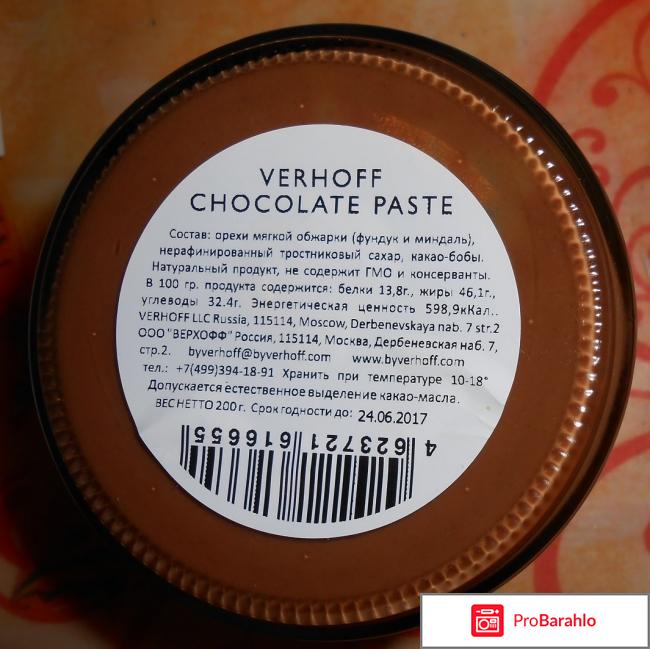 VERHOFF
CHOCOLATE PASTE
Состав: орехи мягкой обжарки (фундук и миндаль),
нерафинированный тростниковый сахар, какао-бобы.
Натуральный продукт, не содержит ГМО и консерванты.
В 100 гр. продукта содержится: белки 13,8г., жиры 46,1г.,
углеводы 32.4г. Энергетическая ценность 598,9кКал..
VERHOFF LLC Russia, 115114, Moscow, Derbenevskaya nab. 7 str.2
ООО "ВЕРХОФФ" Россия, 115114, Москва, Дербеневская наб. 7,
стр.2. byverhoff@byverhoff.com www.byverhoff.com
тел.: +7(499)394-18-91 Хранить при температуре 10-18°
Допускается естественное выделение какао-масла.
ВЕС НЕТТО 200 г. Срок годности до: 24.06.2017
4 623721 616655
ProBarahlo